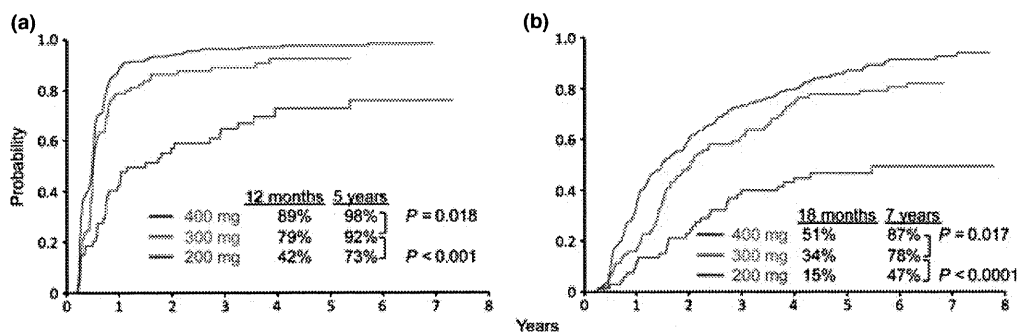 (a)
Probability
1.0
0.8
0.6
0.4
0.2
0
0 1 2 3 4 5 6 7 8
12 months 5 years
400 mg 89% 98% P = 0.018
300 mg 79% 92%
200 mg 42% 73% P < 0.001
(b)
1.0
0.8
0.6
0.4
0.2
0
0 1 2 3 4 5 6 7 8
18 months 7 years
400 mg 51% 87% P = 0.017
300 mg 34% 78%
200 mg 15% 47% P < 0.0001
Years